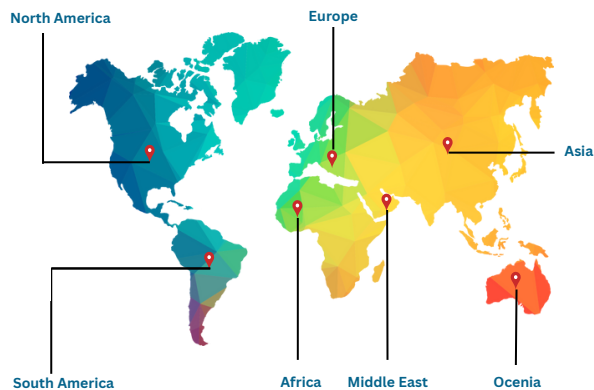 North America
Europe
Asia
South America
Africa
Middle East
Ocenia